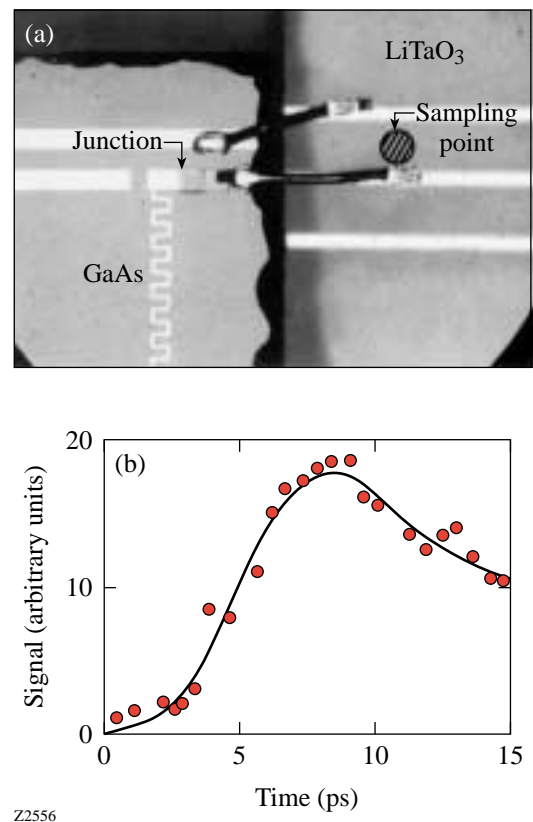 (a)
LiTaO₃
Junction
Sampling
point
GaAs
(b)
20
10
0
Signal (arbitrary units)
0 5 10 15
Time (ps)
Z2556